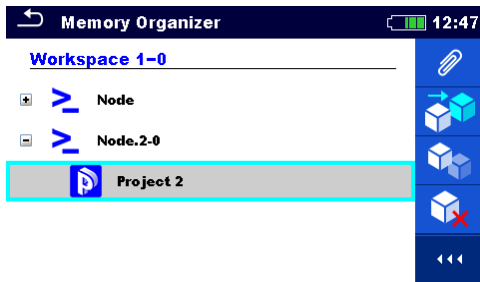 Memory Organizer 12:47
Workspace 1-0
Node
Node.2-0
Project 2